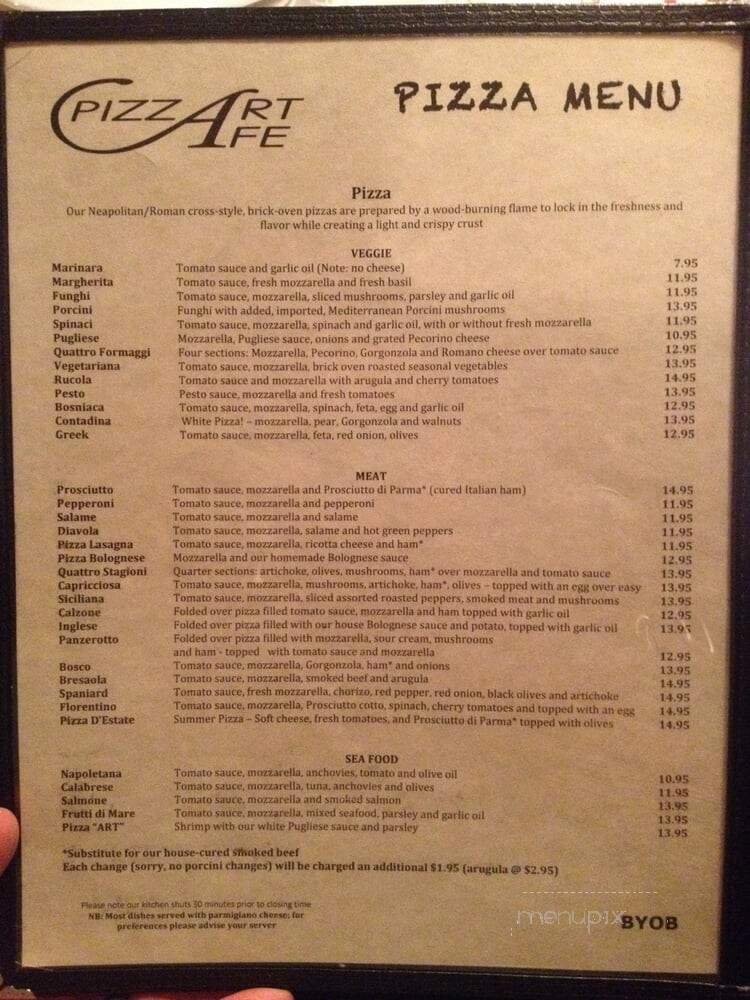 PIZZ ART
CAFE
PIZZA MENU
Pizza
Our Neapolitan/Roman cross-style, brick-oven pizzas are prepared by a wood-burning flame to lock in the freshness and
flavor while creating a light and crispy crust
VEGGIE
Marinara Tomato sauce and garlic oil (Note: no cheese) 7.95
Margherita Tomato sauce, fresh mozzarella and fresh basil 11.95
Funghi Tomato sauce, mozzarella, sliced mushrooms, parsley and garlic oil 11.95
Porcini Funghi with added, imported, Mediterranean Porcini mushrooms 13.95
Spinaci Tomato sauce, mozzarella, spinach and garlic oil, with or without fresh mozzarella 11.95
Pugliese Mozzarella, Pugliese sauce, onions and grated Pecorino cheese 10.95
Quattro Formaggi Four sections: Mozzarella, Pecorino, Gorgonzola and Romano cheese over tomato sauce 12.95
Vegetariana Tomato sauce, mozzarella, brick oven roasted seasonal vegetables 13.95
Rucola Tomato sauce and mozzarella with arugula and cherry tomatoes 14.95
Pesto Pesto sauce, mozzarella and fresh tomatoes 13.95
Bosniaca Tomato sauce, mozzarella, spinach, feta, egg and garlic oil 12.95
Contadina White Pizza! – mozzarella, pear, Gorgonzola and walnuts 13.95
Greek Tomato sauce, mozzarella, feta, red onion, olives 12.95
MEAT
Prosciutto Tomato sauce, mozzarella and Prosciutto di Parma* (cured Italian ham) 14.95
Pepperoni Tomato sauce, mozzarella and pepperoni 11.95
Salame Tomato sauce, mozzarella and salame 11.95
Diavola Tomato sauce, mozzarella, salame and hot green peppers 11.95
Pizza Lasagna Tomato sauce, mozzarella, ricotta cheese and ham* 11.95
Pizza Bolognese Mozzarella and our homemade Bolognese sauce 12.95
Quattro Stagioni Quarter sections: artichoke, olives, mushrooms, ham* over mozzarella and tomato sauce 13.95
Capricciosa Tomato sauce, mozzarella, mushrooms, artichoke, ham*, olives – topped with an egg over easy 13.95
Siciliana Tomato sauce, mozzarella, sliced assorted roasted peppers, smoked meat and mushrooms 13.95
Calzone Folded over pizza filled tomato sauce, mozzarella and ham topped with garlic oil 12.95
Inglese Folded over pizza filled with our house Bolognese sauce and potato, topped with garlic oil 13.95
Panzerotto Folded over pizza filled with mozzarella, sour cream, mushrooms
and ham - topped with tomato sauce and mozzarella 12.95
Bosco Tomato sauce, mozzarella, Gorgonzola, ham* and onions 13.95
Bresaola Tomato sauce, mozzarella, smoked beef and arugula 14.95
Spaniard Tomato sauce, fresh mozzarella, chorizo, red pepper, red onion, black olives and artichoke 14.95
Florentino Tomato sauce, mozzarella, Prosciutto cotto, spinach, cherry tomatoes and topped with an egg 14.95
Pizza D'Estate Summer Pizza – Soft cheese, fresh tomatoes, and Prosciutto di Parma* topped with olives 14.95
SEA FOOD
Napoletana Tomato sauce, mozzarella, anchovies, tomato and olive oil 10.95
Calabrese Tomato sauce, mozzarella, tuna, anchovies and olives 11.95
Salmone Tomato sauce, mozzarella and smoked salmon 13.95
Frutti di Mare Tomato sauce, mozzarella, mixed seafood, parsley and garlic oil 13.95
Pizza "ART" Shrimp with our white Pugliese sauce and parsley 13.95
*Substitute for our house-cured smoked beef
Each change (sorry, no porcini changes) will be charged an additional $1.95 (arugula @ $2.95)
Please note our kitchen shuts 30 minutes prior to closing time
NB: Most dishes served with parmigiano cheese; for
preferences please advise your server
menupix
BYOB